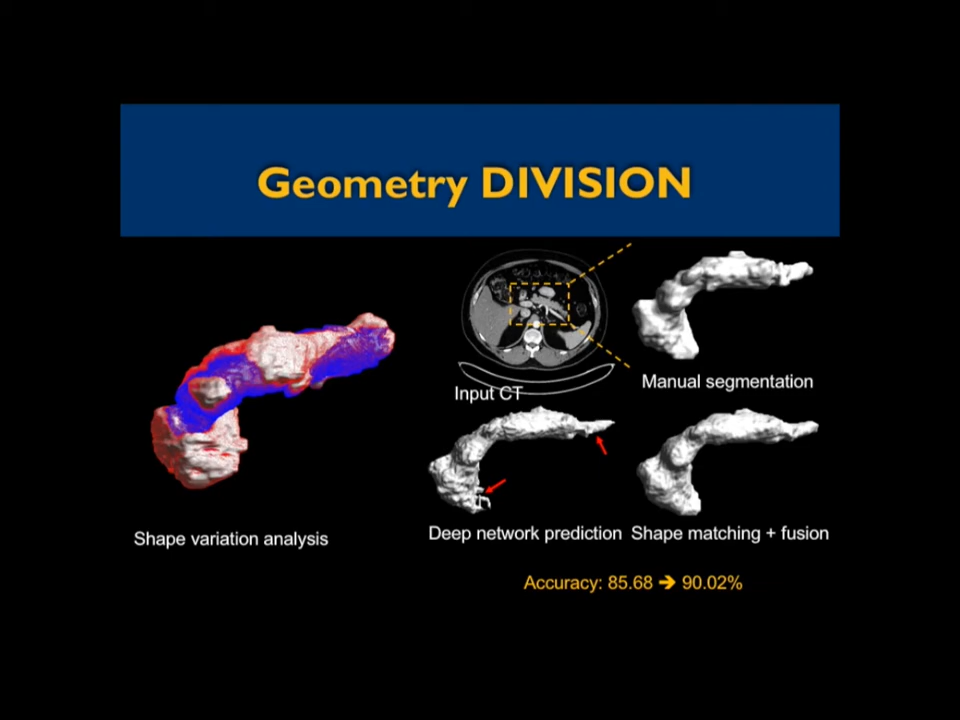 Geometry DIVISION
Input CT
Manual segmentation
Shape variation analysis
Deep network prediction
Shape matching + fusion
Accuracy: 85.68 ➔ 90.02%